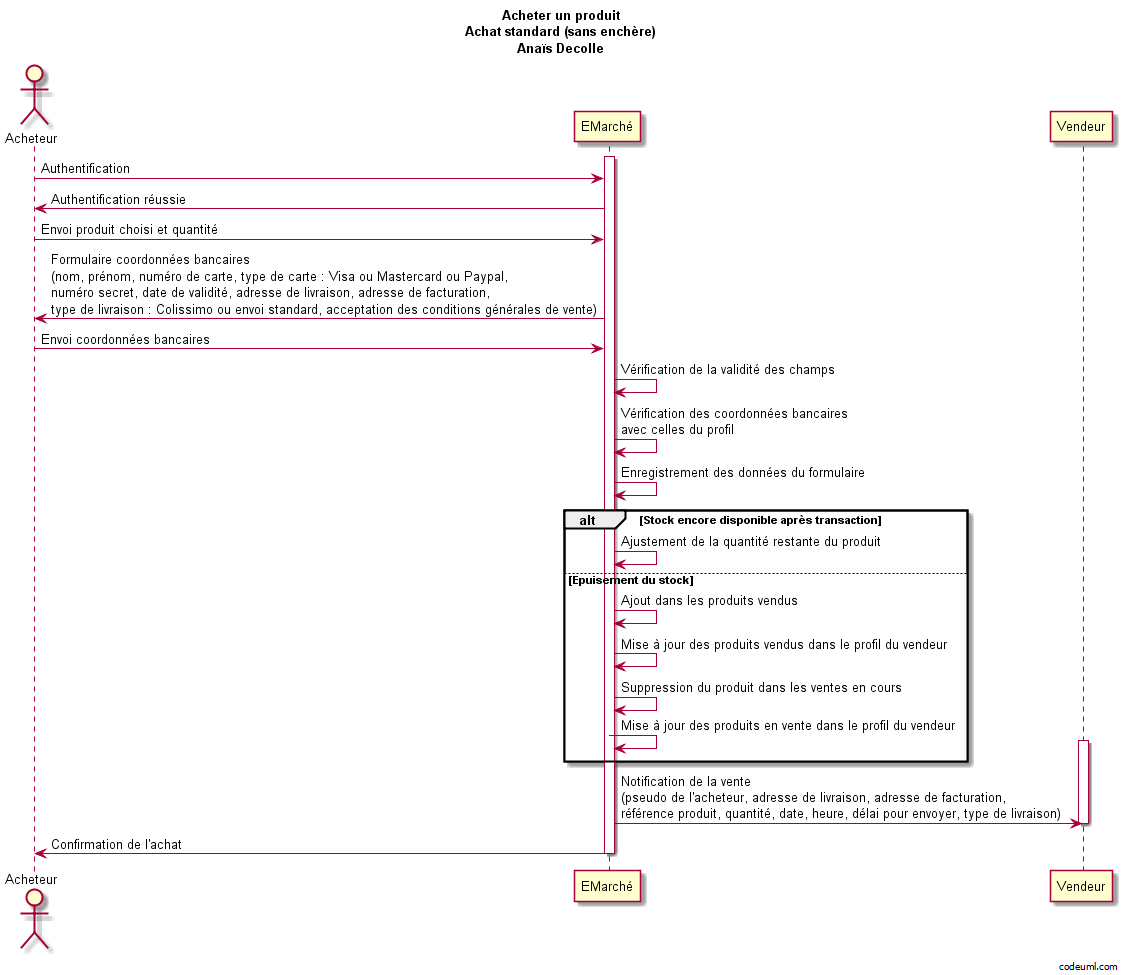 Acheter un produit
Achat standard (sans enchère)
Anaïs Decolle
Acheteur
EMarché
Vendeur
Authentification
Authentification réussie
Envoi produit choisi et quantité
Formulaire coordonnées bancaires
(nom, prénom, numéro de carte, type de carte : Visa ou Mastercard ou Paypal,
numéro secret, date de validité, adresse de livraison, adresse de facturation,
type de livraison : Colissimo ou envoi standard, acceptation des conditions générales de vente)
Envoi coordonnées bancaires
Vérification de la validité des champs
Vérification des coordonnées bancaires
avec celles du profil
Enregistrement des données du formulaire
alt [Stock encore disponible après transaction]
Ajustement de la quantité restante du produit
[Epuisement du stock]
Ajout dans les produits vendus
Mise à jour des produits vendus dans le profil du vendeur
Suppression du produit dans les ventes en cours
Mise à jour des produits en vente dans le profil du vendeur
Notification de la vente
(pseudo de l'acheteur, adresse de livraison, adresse de facturation,
référence produit, quantité, date, heure, délai pour envoyer, type de livraison)
Confirmation de l'achat
Acheteur
EMarché
Vendeur
codeuml.com